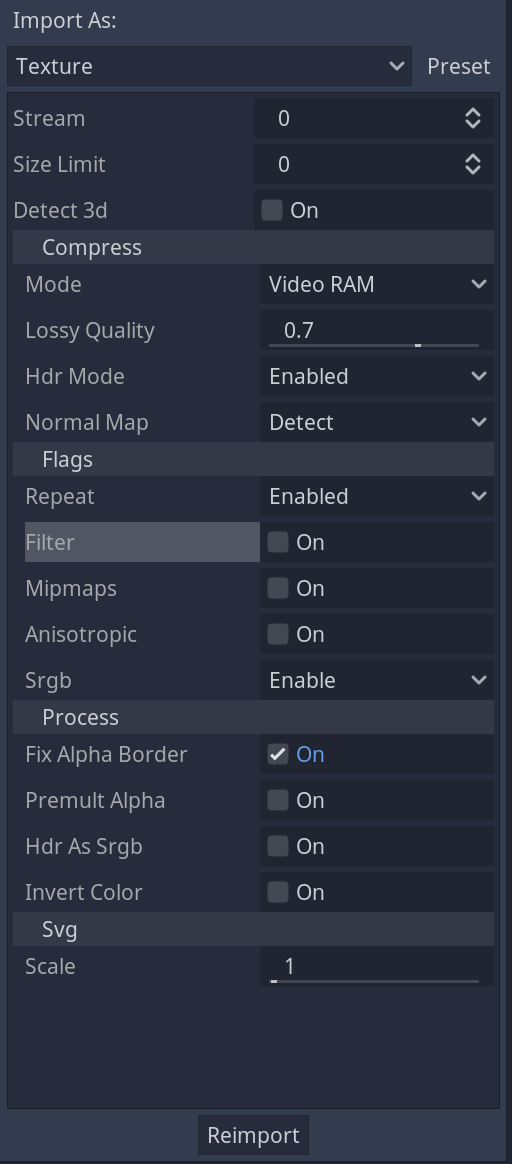 Import As:
Texture Preset
Stream 0
Size Limit 0
Detect 3d On
Compress
Mode Video RAM
Lossy Quality 0.7
Hdr Mode Enabled
Normal Map Detect
Flags
Repeat Enabled
Filter On
Mipmaps On
Anisotropic On
Srgb Enable
Process
Fix Alpha Border On
Premult Alpha On
Hdr As Srgb On
Invert Color On
Svg
Scale 1
Reimport